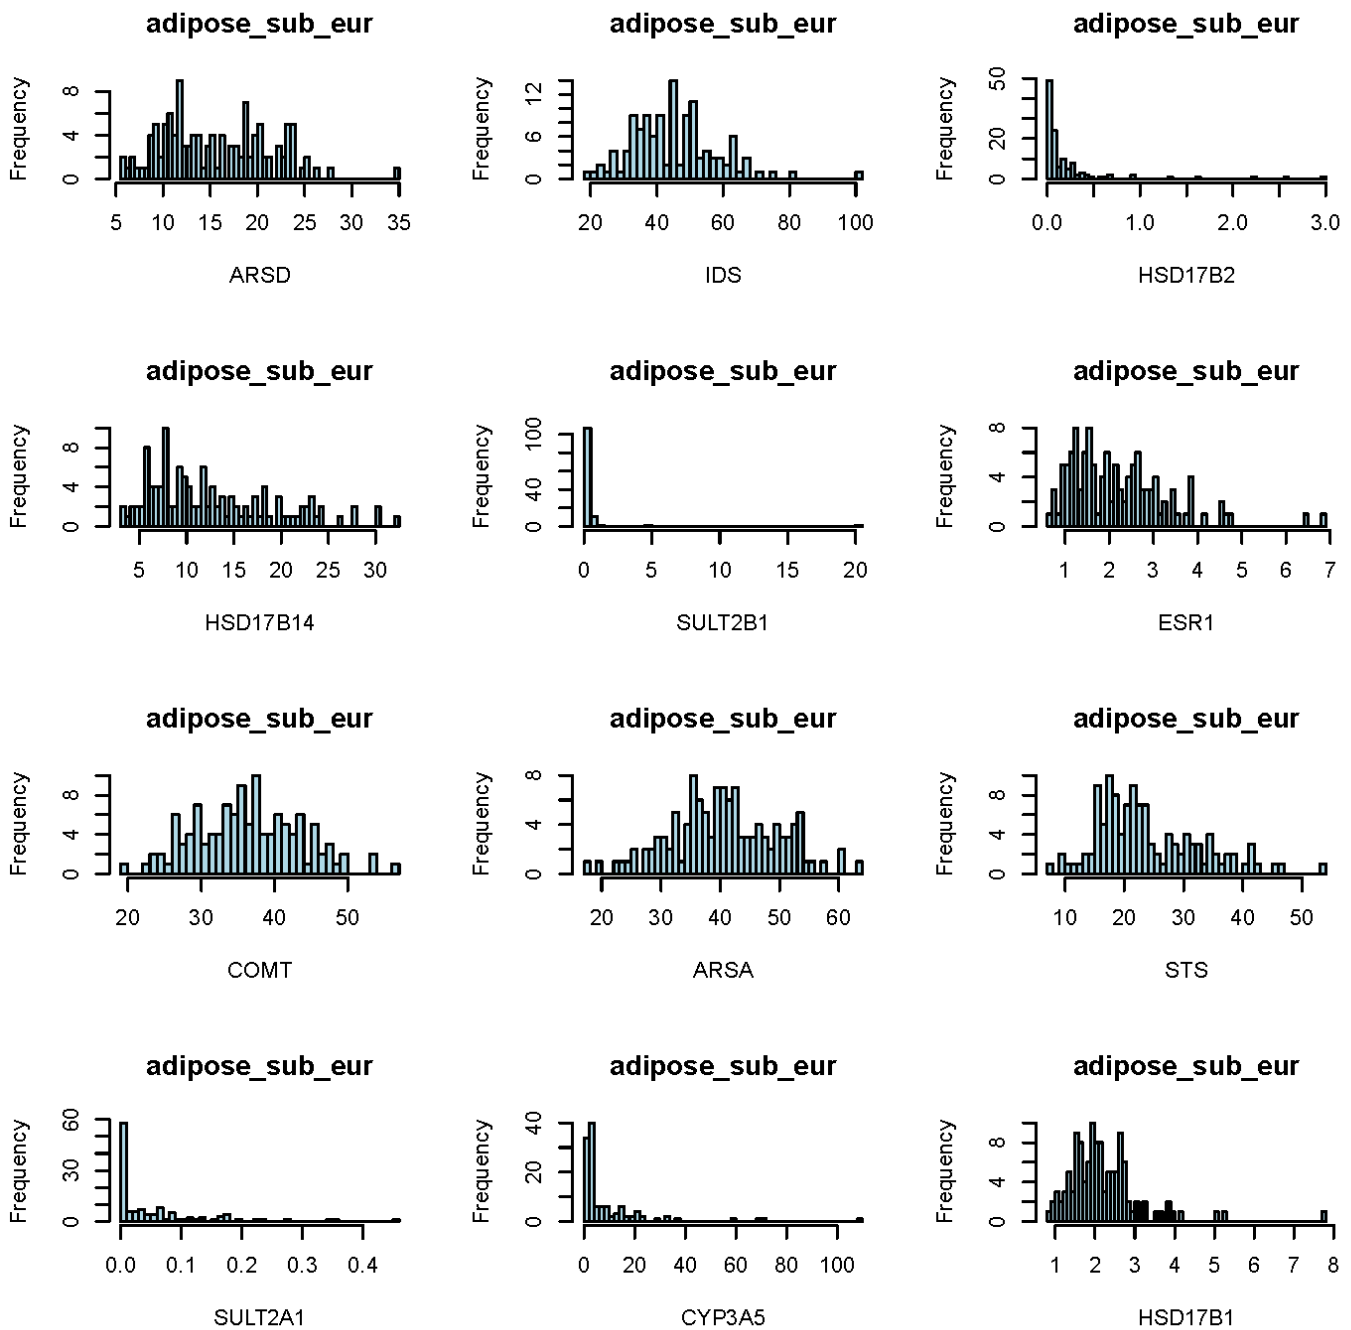 adipose_sub_eur adipose_sub_eur adipose_sub_eur
Frequency 0 4 8 Frequency 0 6 12 Frequency 0 20 50
5 10 15 20 25 30 35 20 40 60 80 100 0.0 1.0 2.0 3.0
ARSD IDS HSD17B2
adipose_sub_eur adipose_sub_eur adipose_sub_eur
Frequency 0 4 8 Frequency 0 40 100 Frequency 0 4 8
5 10 15 20 25 30 0 5 10 15 20 1 2 3 4 5 6 7
HSD17B14 SULT2B1 ESR1
adipose_sub_eur adipose_sub_eur adipose_sub_eur
Frequency 0 4 8 Frequency 0 4 8 Frequency 0 4 8
20 30 40 50 20 30 40 50 60 10 20 30 40 50
COMT ARSA STS
adipose_sub_eur adipose_sub_eur adipose_sub_eur
Frequency 0 30 60 Frequency 0 20 40 Frequency 0 4 8
0.0 0.1 0.2 0.3 0.4 0 20 40 60 80 100 1 2 3 4 5 6 7 8
SULT2A1 CYP3A5 HSD17B1